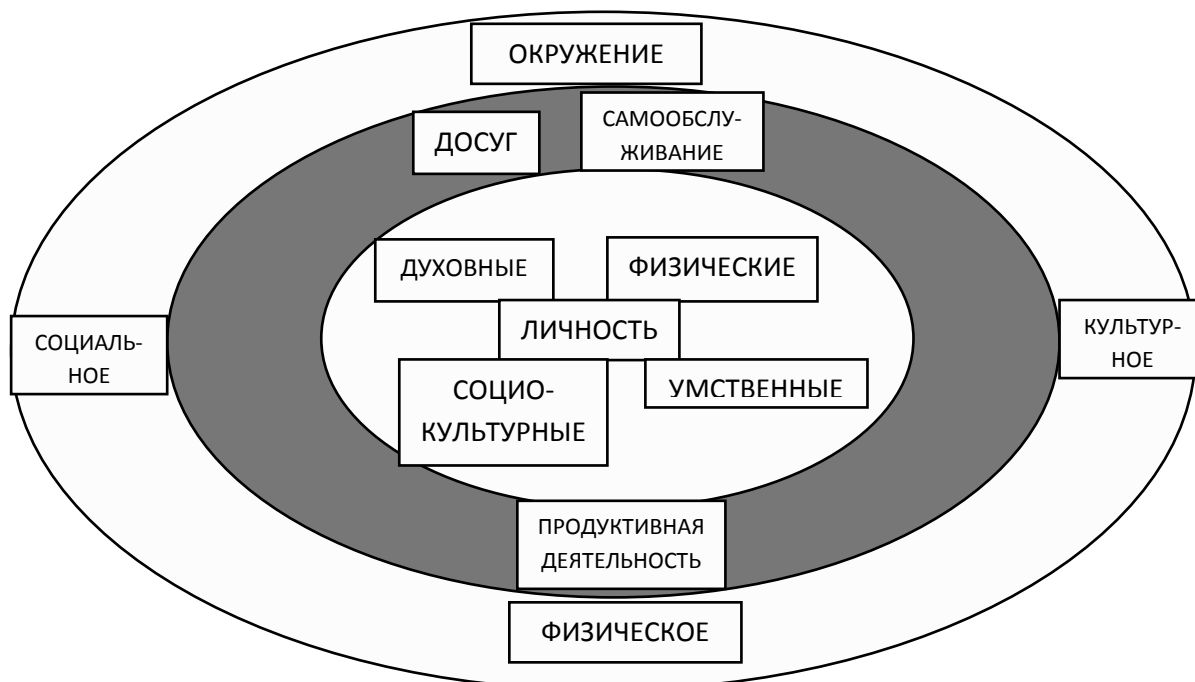 ОКРУЖЕНИЕ
ДОСУГ
САМООБСЛУ-
ЖИВАНИЕ
ДУХОВНЫЕ
ФИЗИЧЕСКИЕ
ЛИЧНОСТЬ
СОЦИАЛЬ-
НОЕ
КУЛЬТУР-
НОЕ
СОЦИО-
КУЛЬТУРНЫЕ
УМСТВЕННЫЕ
ПРОДУКТИВНАЯ
ДЕЯТЕЛЬНОСТЬ
ФИЗИЧЕСКОЕ